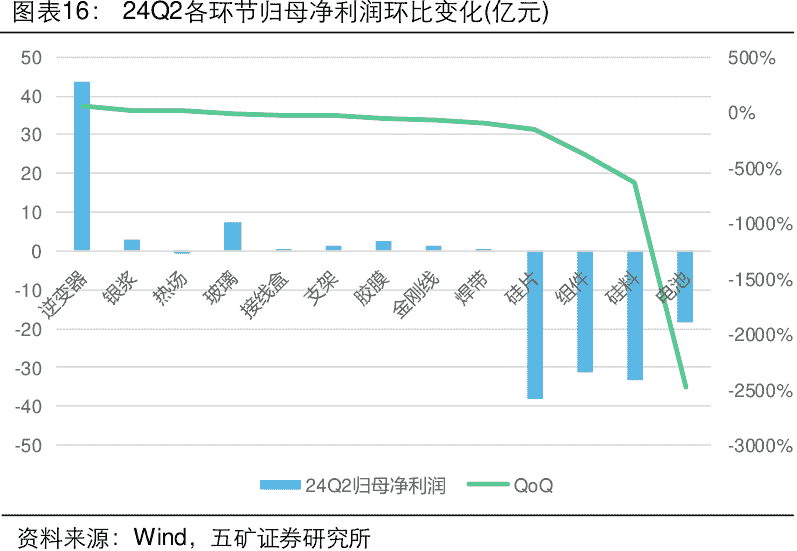 图表16： 24Q2各环节归母净利润环比变化(亿元)
50 500%
40 0%
30 -500%
20 -1000%
10 -1500%
0 -2000%
-10 -2500%
-20 -3000%
-30
-40
-50
逆变器 银浆 热场 玻璃 接线盒 支架 胶膜 金刚线 焊带 硅片 组件 硅料 电池
24Q2归母净利润 QoQ
资料来源：Wind，五矿证券研究所